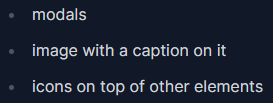 modals
image with a caption on it
icons on top of other elements